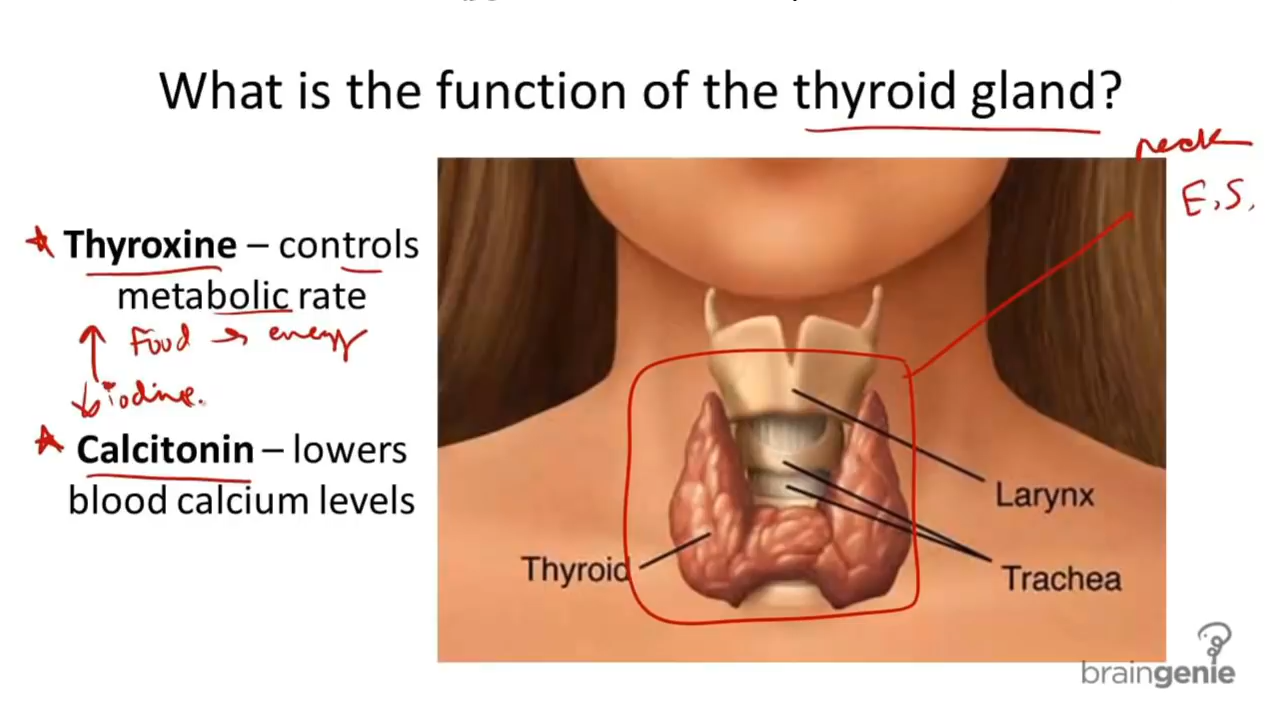 What is the function of the thyroid gland?
neck
E.S.
Thyroxine – controls
metabolic rate
Food → energy
iodine.
Calcitonin – lowers
blood calcium levels
Larynx
Thyroid
Trachea
braingenie